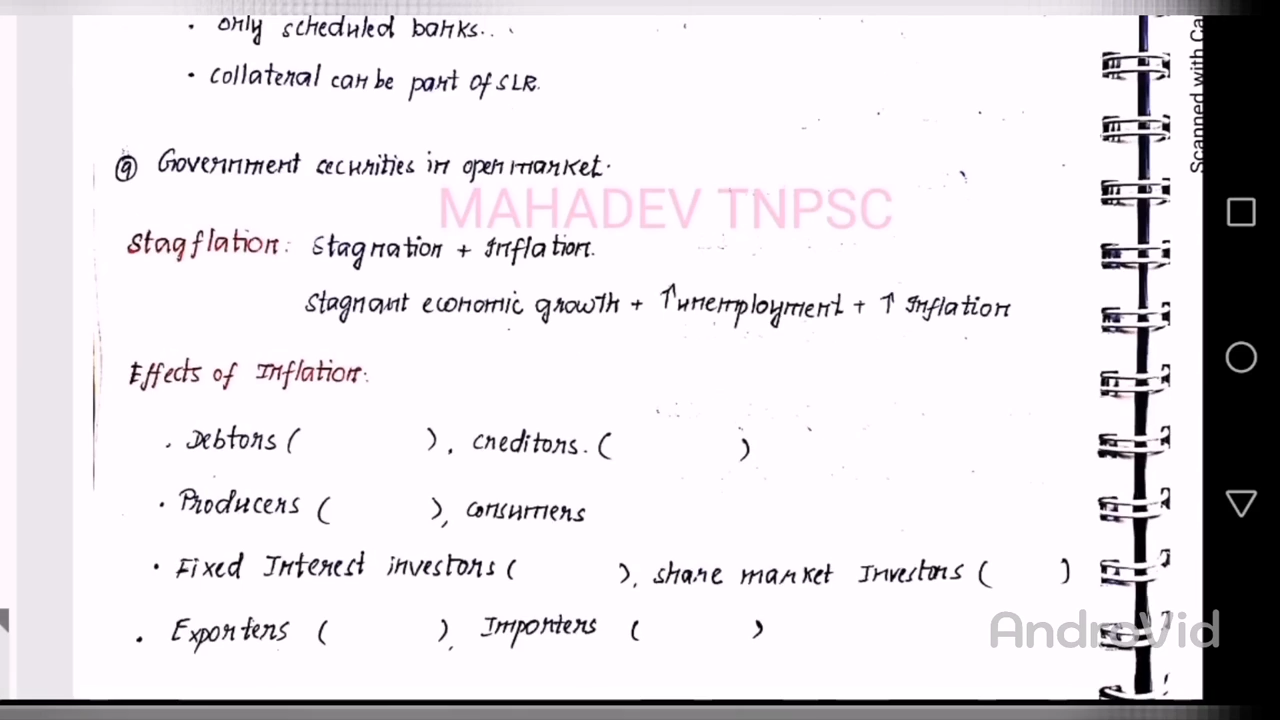 • only scheduled banks..
• collateral can be part of SLR.
Scanned with Ca
9 Government securities in open market.
MAHADEV TNPSC
Stagflation: Stagnation + Inflation.
Stagnant economic growth + ↑unemployment + ↑ Inflation
Effects of Inflation:
• Debtors ( ), creditors. ( )
• Producers ( ), consumers
• Fixed Interest investors ( ), share market Investors ( )
• Exporters ( ), Importers ( )
AndroVid